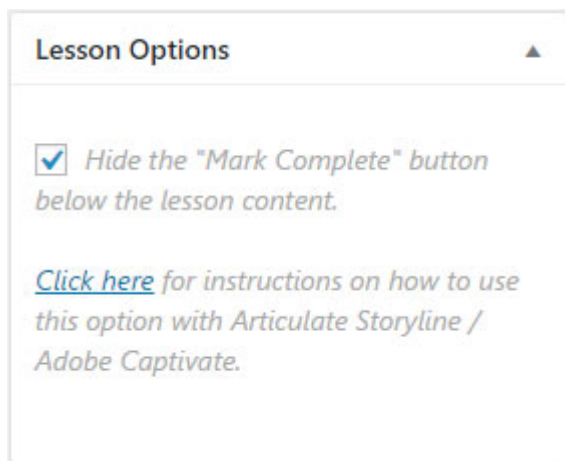 Lesson Options
Hide the "Mark Complete" button
below the lesson content.
Click here for instructions on how to use
this option with Articulate Storyline /
Adobe Captivate.